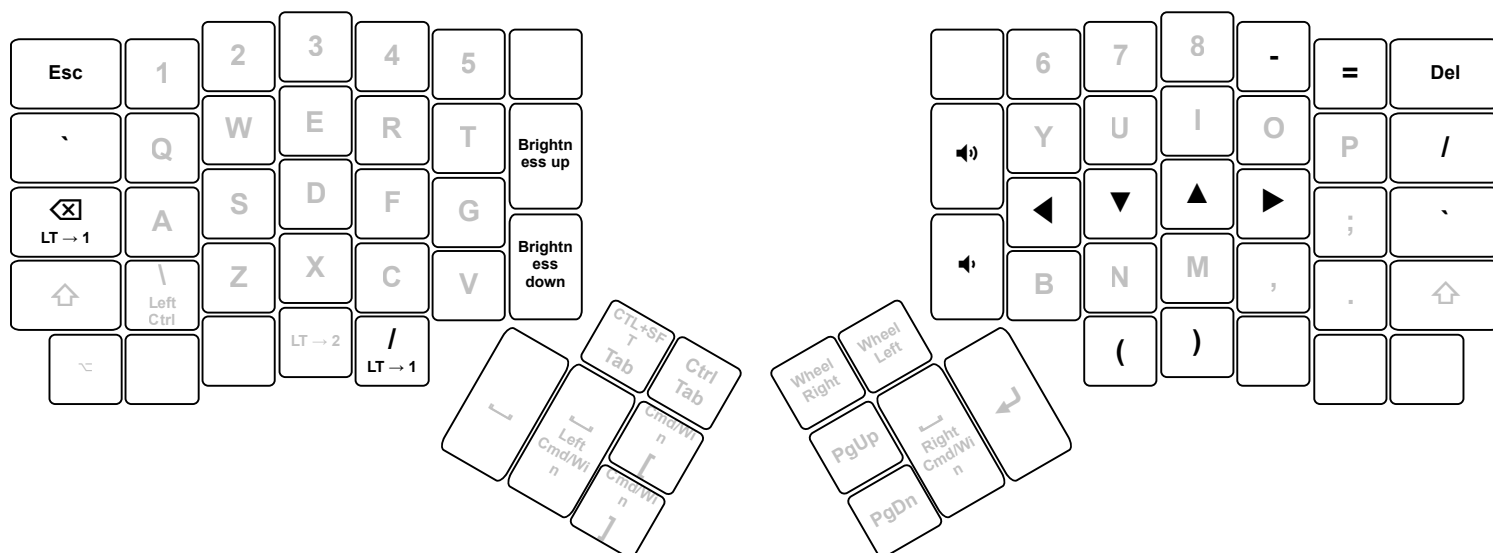 Esc 1 2 3 4 5 6 7 8 - = Del
` Q W E R T Brightn
ess up Y U I O P /
LT → 1 A S D F G ◀ ▼ ▲ ▶ ; `
\
Left
Ctrl Z X C V Brightn
ess
down B N M , .
⌥ LT → 2 /
LT → 1 ( )
CTL+SF
T
Tab
Ctrl
Tab
Left
Cmd/Wi
n
Cmd/Wi
n
[
Cmd/Wi
n
]
Wheel
Right
Wheel
Left
PgUp
Right
Cmd/Wi
n
PgDn